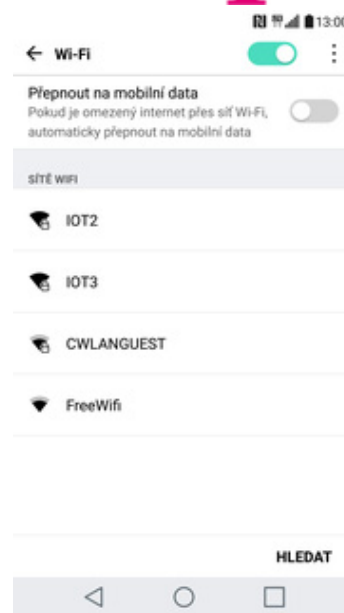 13:00
Wi-Fi
Přepnout na mobilní data
Pokud je omezený internet přes síť Wi-Fi,
automaticky přepnout na mobilní data
SÍTĚ WIFI
IOT2
IOT3
CWLANGUEST
FreeWifi
HLEDAT